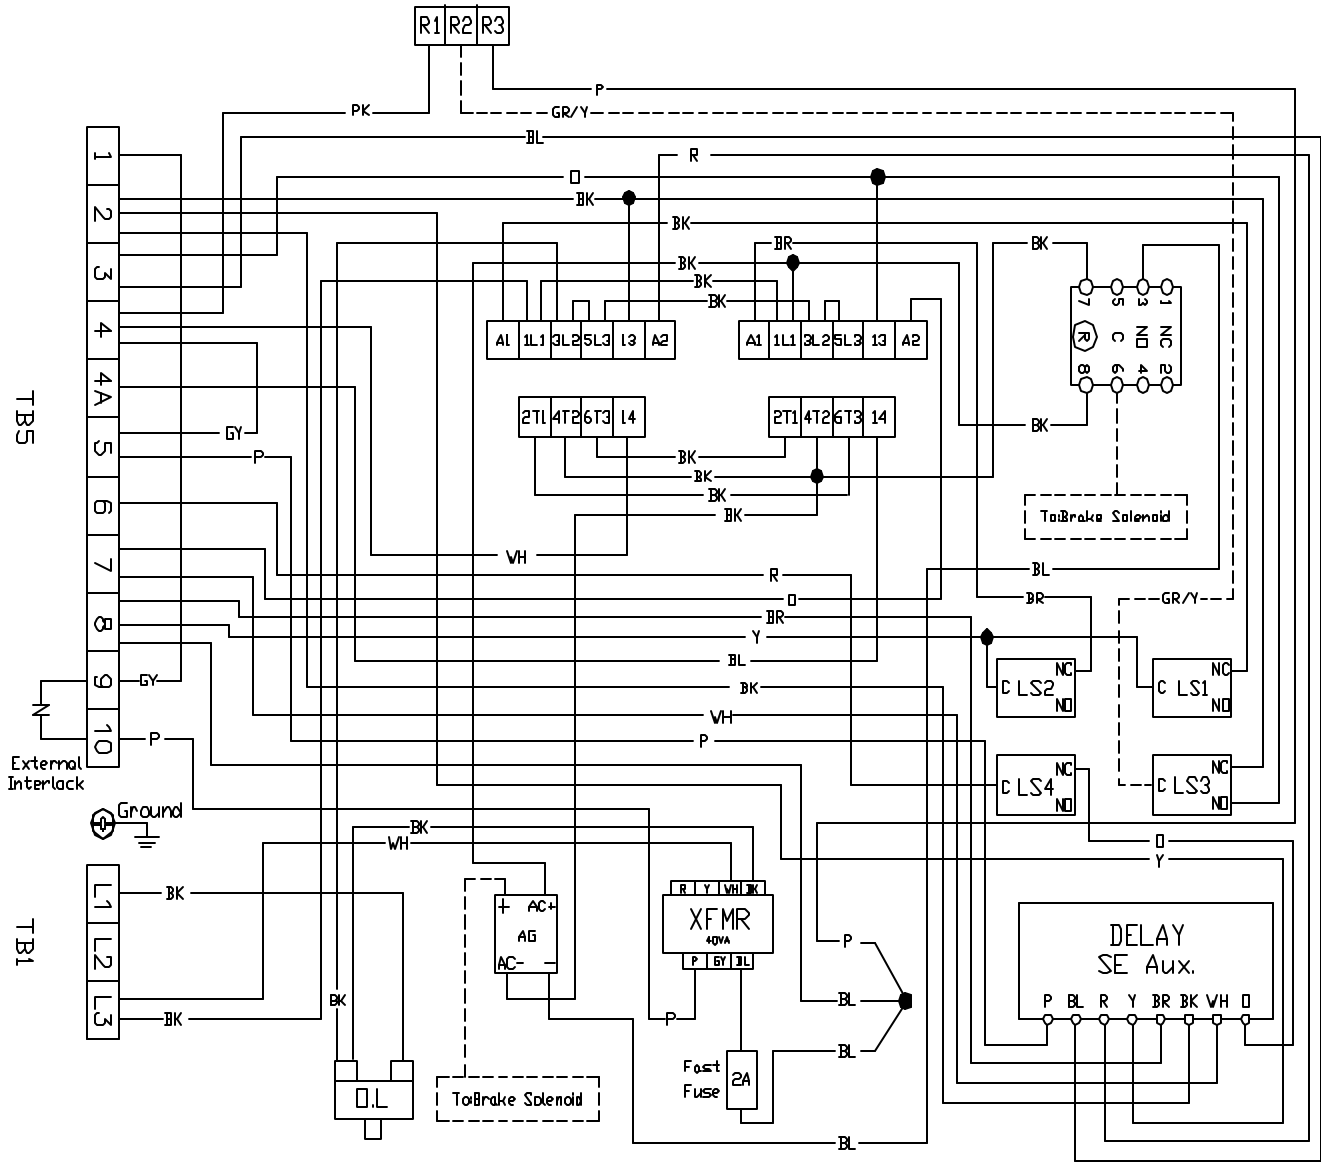 R1 R2 R3
P
PK
GR/Y
BL
R
O
BK
BK
BR
BK
BK
BK
BK
A1 1L1 3L2 5L3 13 A2
A1 1L1 3L2 5L3 13 A2
7 5 3 1
R C NO NC
8 6 4 2
2T1 4T2 6T3 14
2T1 4T2 6T3 14
BK
BK
BK
BK
BK
To:Brake Solenoid
TB5
1
2
3
4
4A
5
6
7
8
9
10
GY
P
WH
R
O
BR
Y
BL
BK
WH
P
BL
BR
GR/Y
GY
P
NC
C LS2
NO
NC
C LS1
NO
NC
C LS4
NO
NC
C LS3
NO
External
Interlack
Ground
BK
WH
O
Y
TB1
L1
L2
L3
BK
BK
BK
+ AC+
AG
AC- -
R Y WH BK
XFMR
40VA
P GY BL
P
P
BL
BL
DELAY
SE Aux.
P BL R Y BR BK WH O
O.L
To:Brake Solenoid
Fast
Fuse
2A
BL